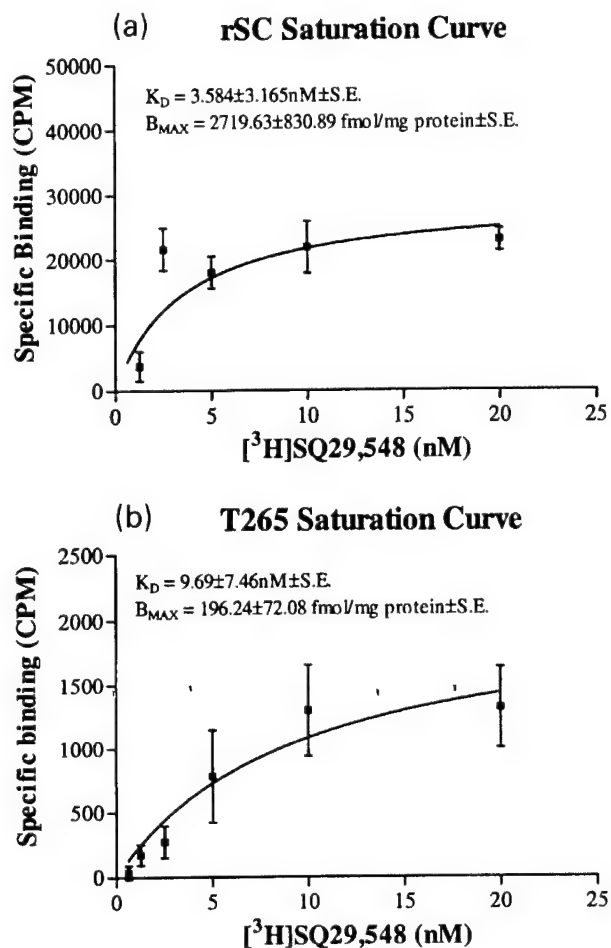 (a) rSC Saturation Curve
K_D = 3.584±3.165nM±S.E.
B_MAX = 2719.63±830.89 fmol/mg protein±S.E.
Specific Binding (CPM)
50000
40000
30000
20000
10000
0
0 5 10 15 20 25
[³H]SQ29,548 (nM)
(b) T265 Saturation Curve
K_D = 9.69±7.46nM±S.E.
B_MAX = 196.24±72.08 fmol/mg protein±S.E.
Specific binding (CPM)
2500
2000
1500
1000
500
0
0 5 10 15 20 25
[³H]SQ29,548 (nM)